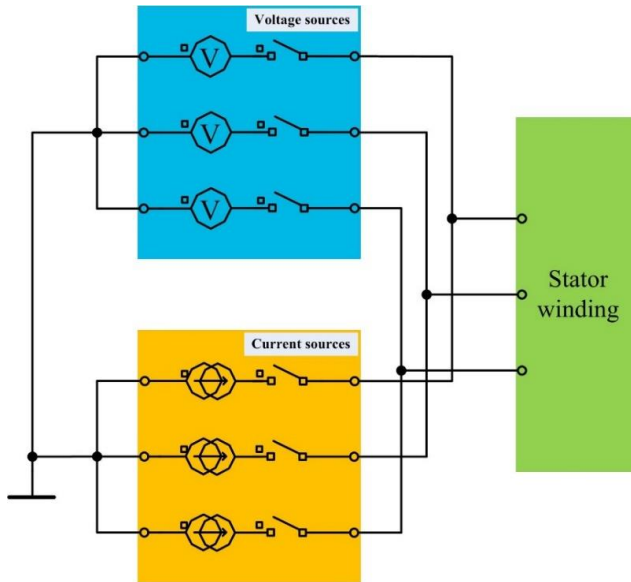 Voltage sources
V
V
V
Stator
winding
Current sources